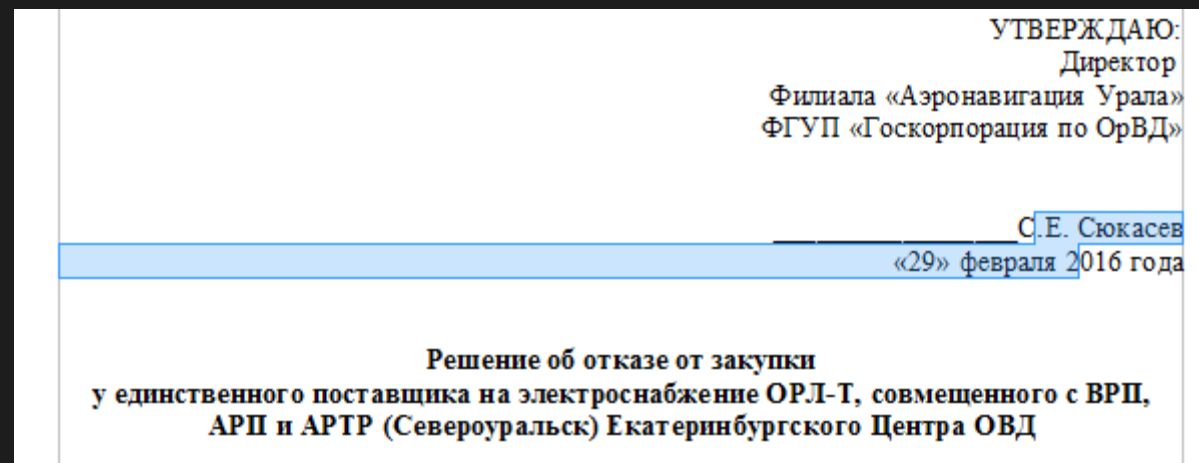 УТВЕРЖДАЮ:
Директор
Филиала «Аэронавигация Урала»
ФГУП «Госкорпорация по ОрВД»
___________________С.Е. Сюкасев
«29» февраля 2016 года
Решение об отказе от закупки
у единственного поставщика на электроснабжение ОРЛ-Т, совмещенного с ВРП,
АРП и АРТР (Североуральск) Екатеринбургского Центра ОВД